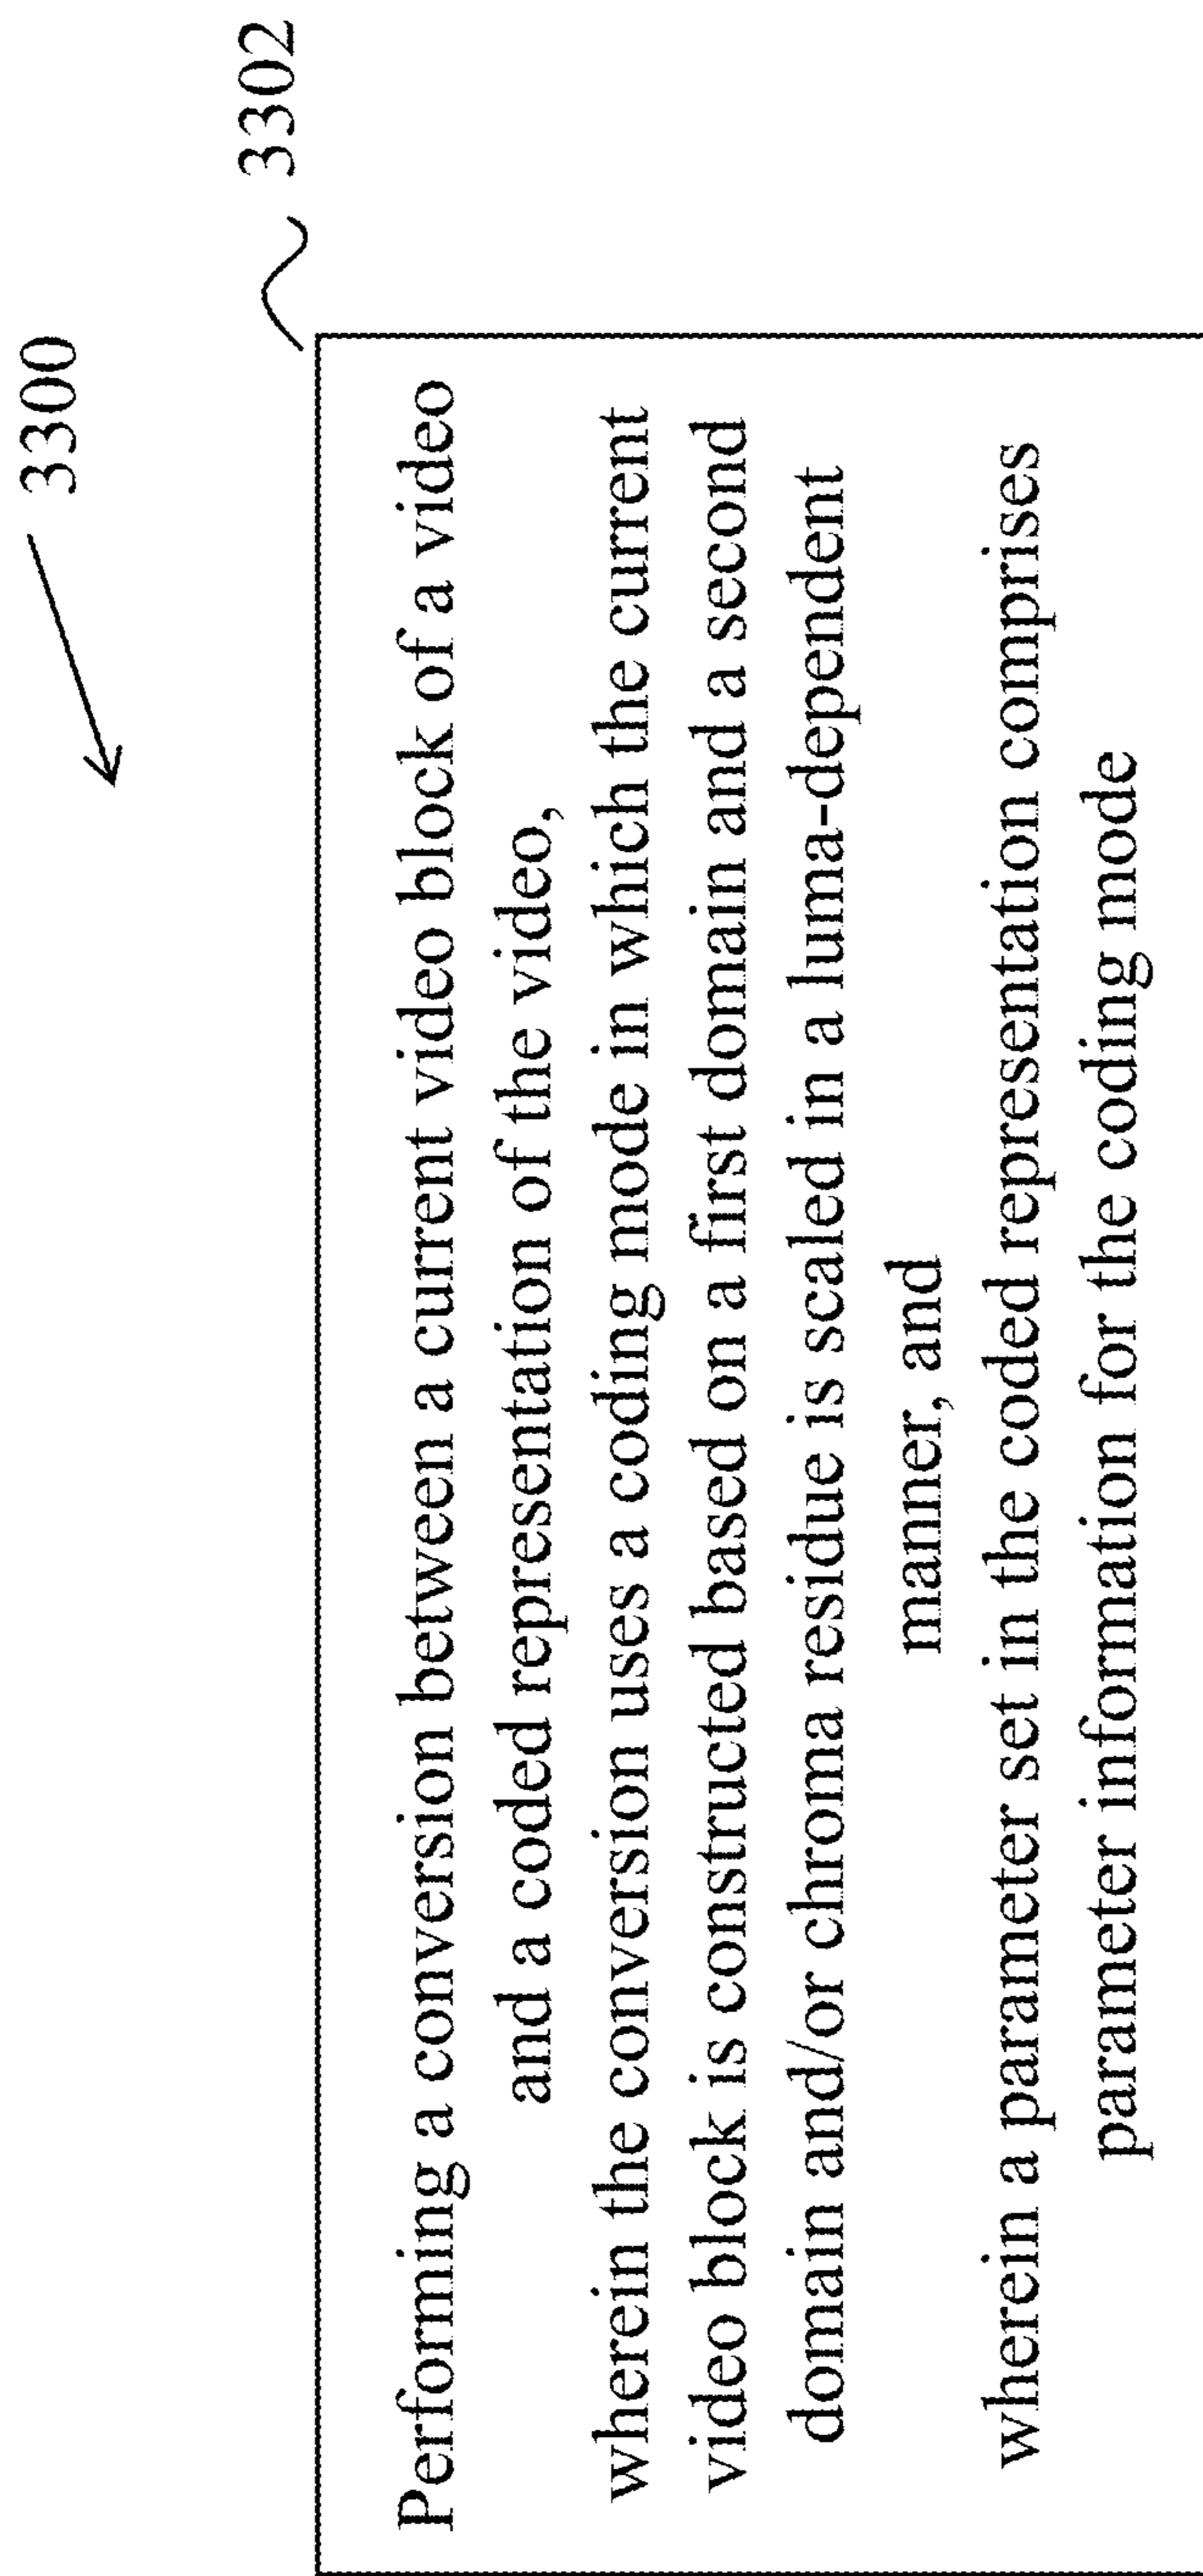 3300
3302
Performing a conversion between a current video block of a video
and a coded representation of the video,
wherein the conversion uses a coding mode in which the current
video block is constructed based on a first domain and a second
domain and/or chroma residue is scaled in a luma-dependent
manner, and
wherein a parameter set in the coded representation comprises
parameter information for the coding mode